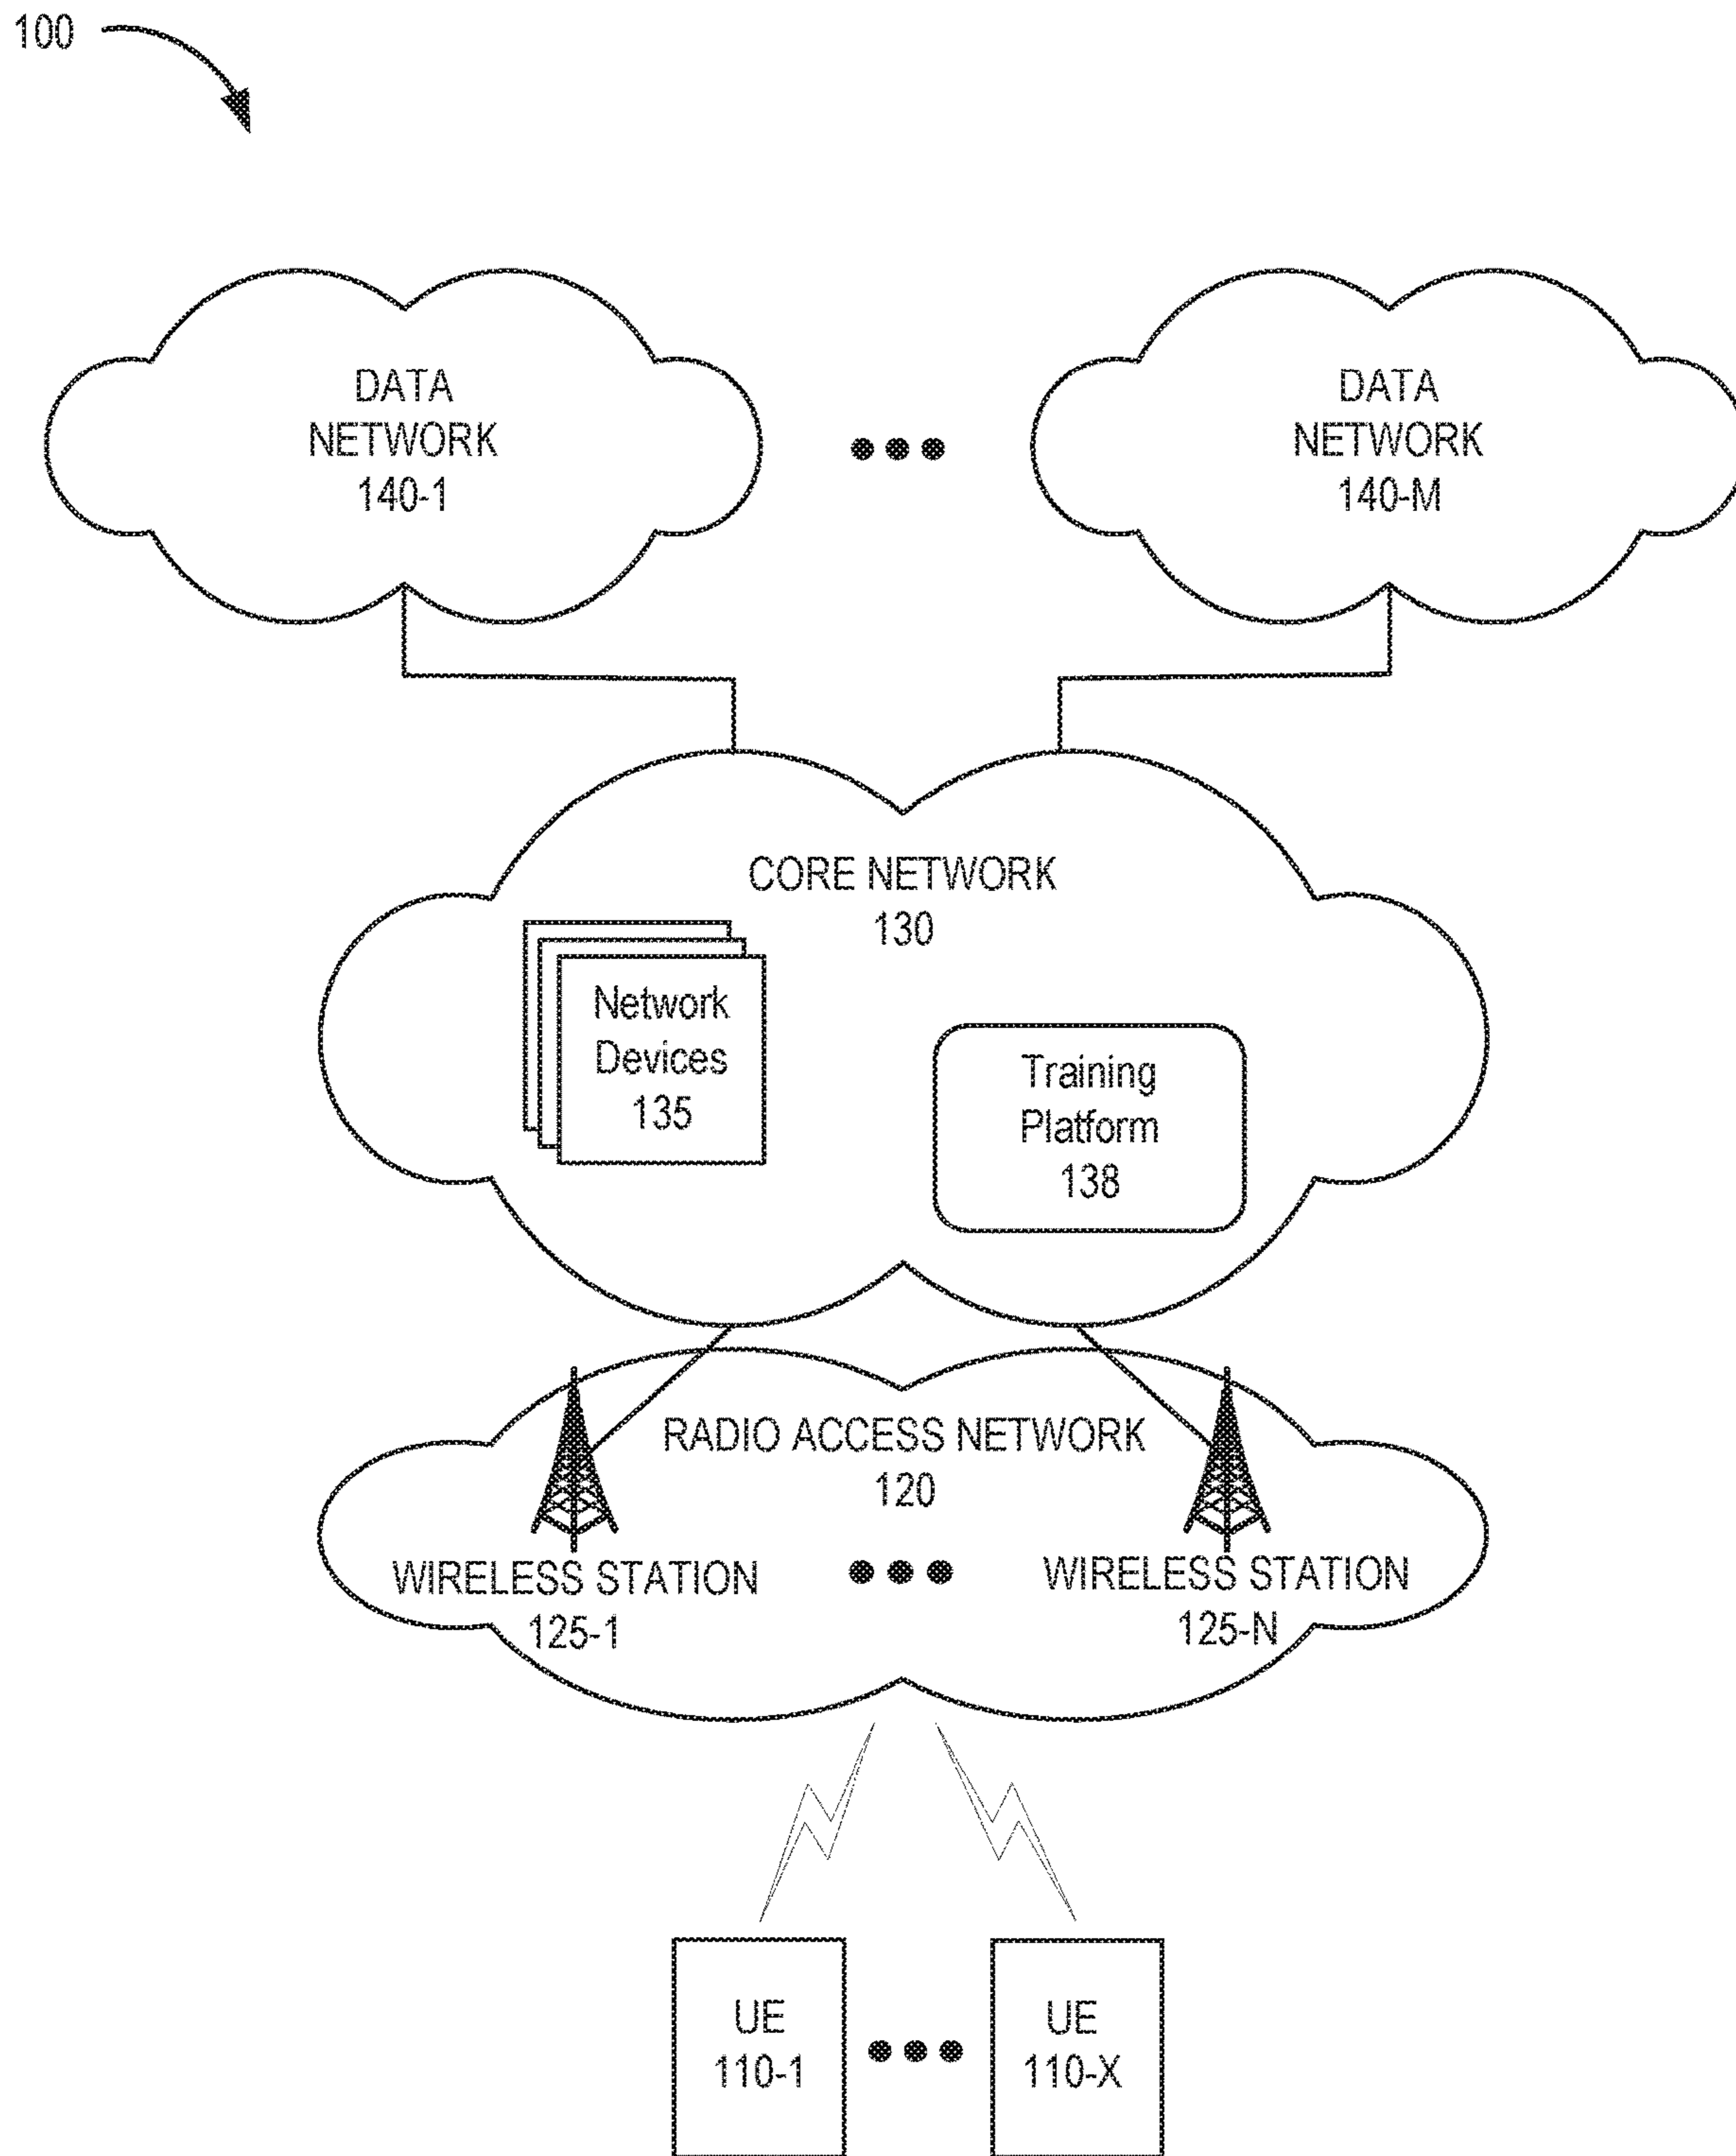 100
DATA
NETWORK
140-1
DATA
NETWORK
140-M
CORE NETWORK
130
Network
Devices
135
Training
Platform
138
RADIO ACCESS NETWORK
120
WIRELESS STATION
125-1
WIRELESS STATION
125-N
UE
110-1
UE
110-X